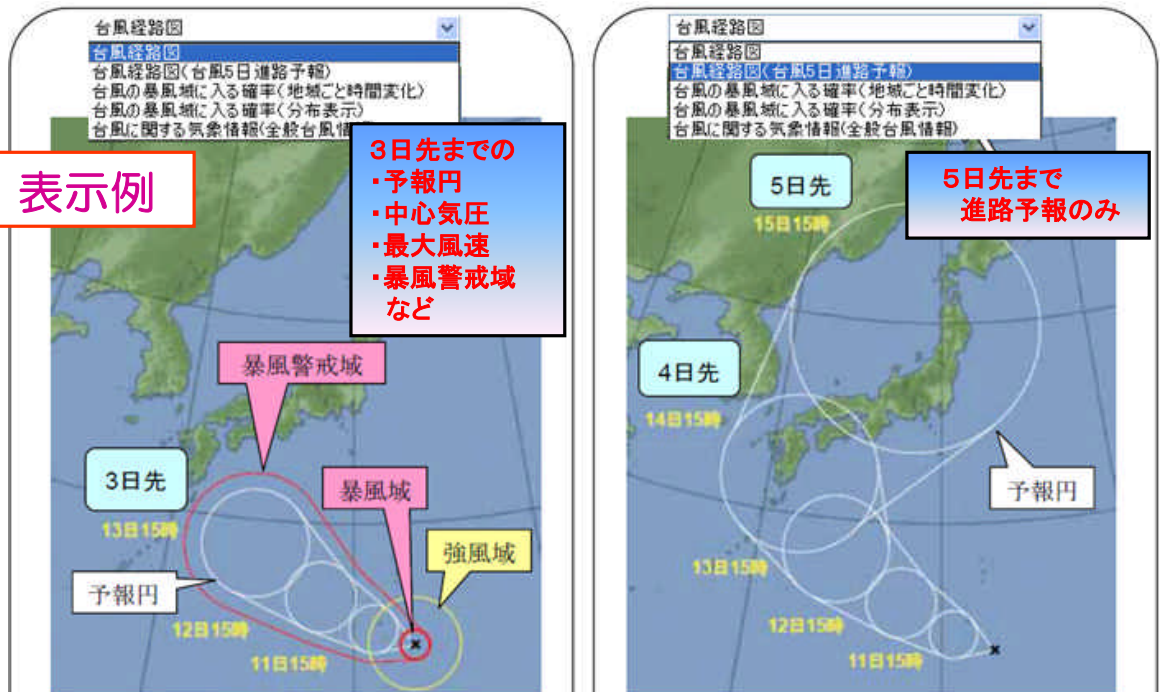 台風経路図
台風経路図
台風経路図(台風5日進路予報)
台風の暴風域に入る確率(地域ごと時間変化)
台風の暴風域に入る確率(分布表示)
台風に関する気象情報(全般台風情
表示例
3日先までの
・予報円
・中心気圧
・最大風速
・暴風警戒域
など
暴風警戒域
3日先
暴風域
13日15時
強風域
予報円
12日15時
11日15時
台風経路図
台風経路図
台風経路図(台風5日進路予報)
台風の暴風域に入る確率(地域ごと時間変化)
台風の暴風域に入る確率(分布表示)
台風に関する気象情報(全般台風情報)
5日先まで
進路予報のみ
5日先
15日15時
4日先
14日15時
予報円
13日15時
12日15時
11日15時